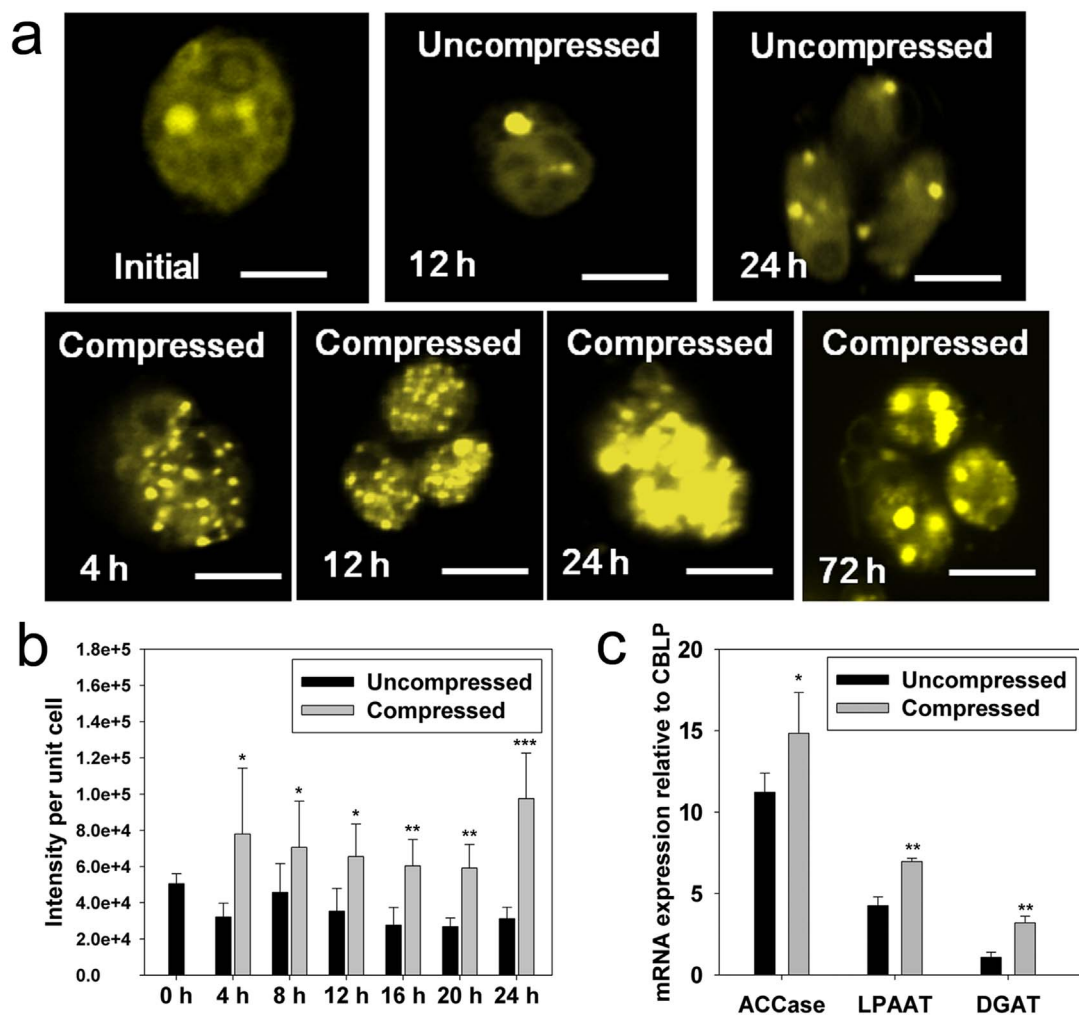 a
Uncompressed
Uncompressed
Initial
12 h
24 h
Compressed
Compressed
Compressed
Compressed
4 h
12 h
24 h
72 h
b
Intensity per unit cell
1.8e+5
1.6e+5
1.4e+5
1.2e+5
1.0e+5
8.0e+4
6.0e+4
4.0e+4
2.0e+4
0.0
Uncompressed
Compressed
*
*
*
**
**
***
0 h
4 h
8 h
12 h
16 h
20 h
24 h
c
mRNA expression relative to CBLP
20
15
10
5
0
Uncompressed
Compressed
*
**
**
ACCase
LPAAT
DGAT